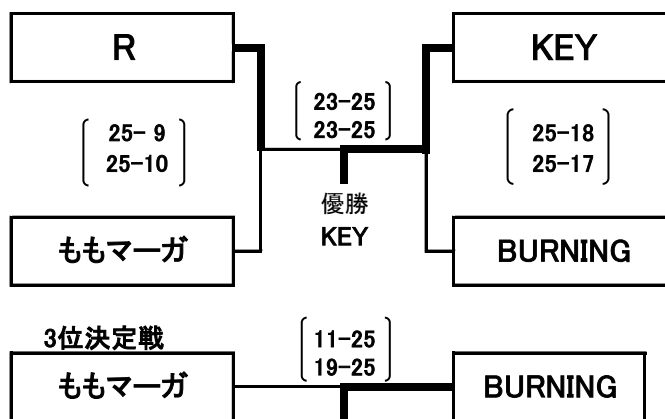 R
KEY
23-25
23-25
25- 9
25-10
25-18
25-17
優勝
KEY
ももマーガ
BURNING
3位決定戦
11-25
19-25
ももマーガ
BURNING